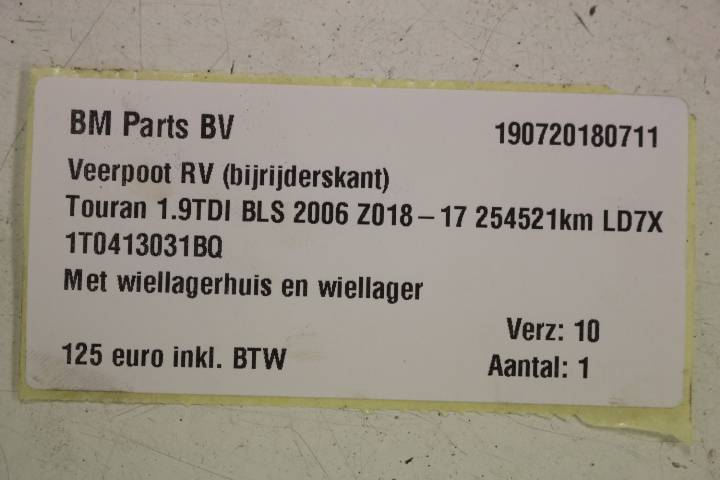 BM Parts BV 190720180711
Veerpoot RV (bijrijderskant)
Touran 1.9TDI BLS 2006 Z018 – 17 254521km LD7X
1T0413031BQ
Met wiellagerhuis en wiellager
Verz: 10
125 euro inkl. BTW Aantal: 1